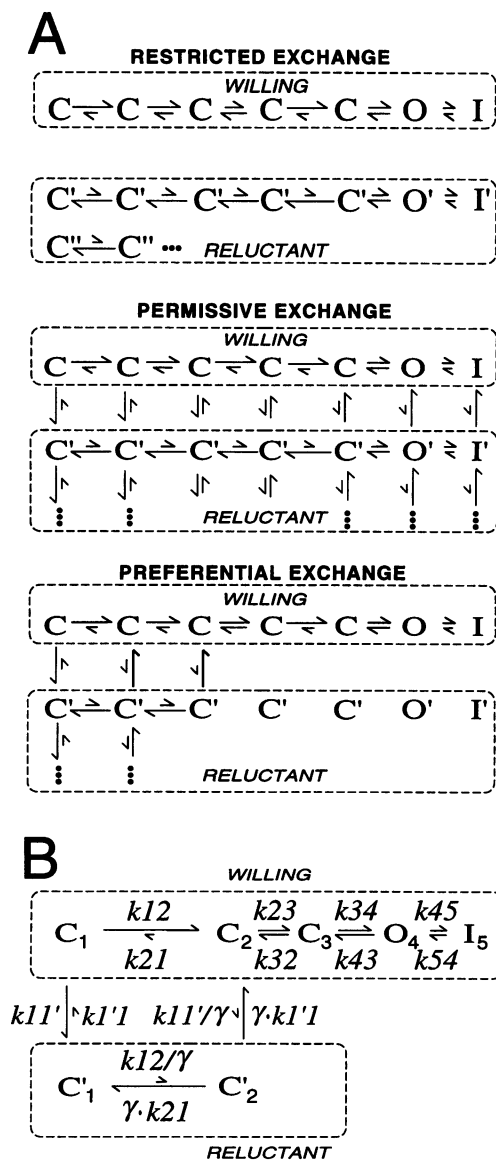 A
RESTRICTED EXCHANGE
WILLING
C ⇌ C ⇌ C ⇌ C ⇌ C ⇌ O ⇌ I
C' ⇌ C' ⇌ C' ⇌ C' ⇌ C' ⇌ O' ⇌ I'
C" ⇌ C" ••• RELUCTANT
PERMISSIVE EXCHANGE
WILLING
C ⇌ C ⇌ C ⇌ C ⇌ C ⇌ O ⇌ I
C' ⇌ C' ⇌ C' ⇌ C' ⇌ C' ⇌ O' ⇌ I'
RELUCTANT
PREFERENTIAL EXCHANGE
WILLING
C ⇌ C ⇌ C ⇌ C ⇌ C ⇌ O ⇌ I
C' ⇌ C' ⇌ C' C' C' O' I'
RELUCTANT
B
WILLING
k12 k23 k34 k45
C₁ ⇌ C₂ ⇌ C₃ ⇌ O₄ ⇌ I₅
k21 k32 k43 k54
k11' k1'1 k11'/γ γ·k1'1
k12/γ
C'₁ ⇌ C'₂
γ·k21
RELUCTANT